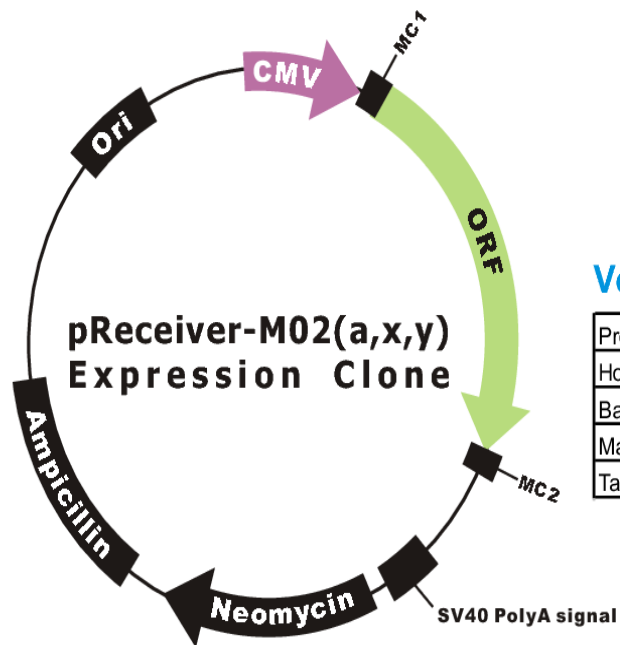 CMV
MC1
Ori
ORF
pReceiver-M02(a,x,y)
Expression Clone
MC2
Ampicillin
Neomycin
SV40 PolyA signal